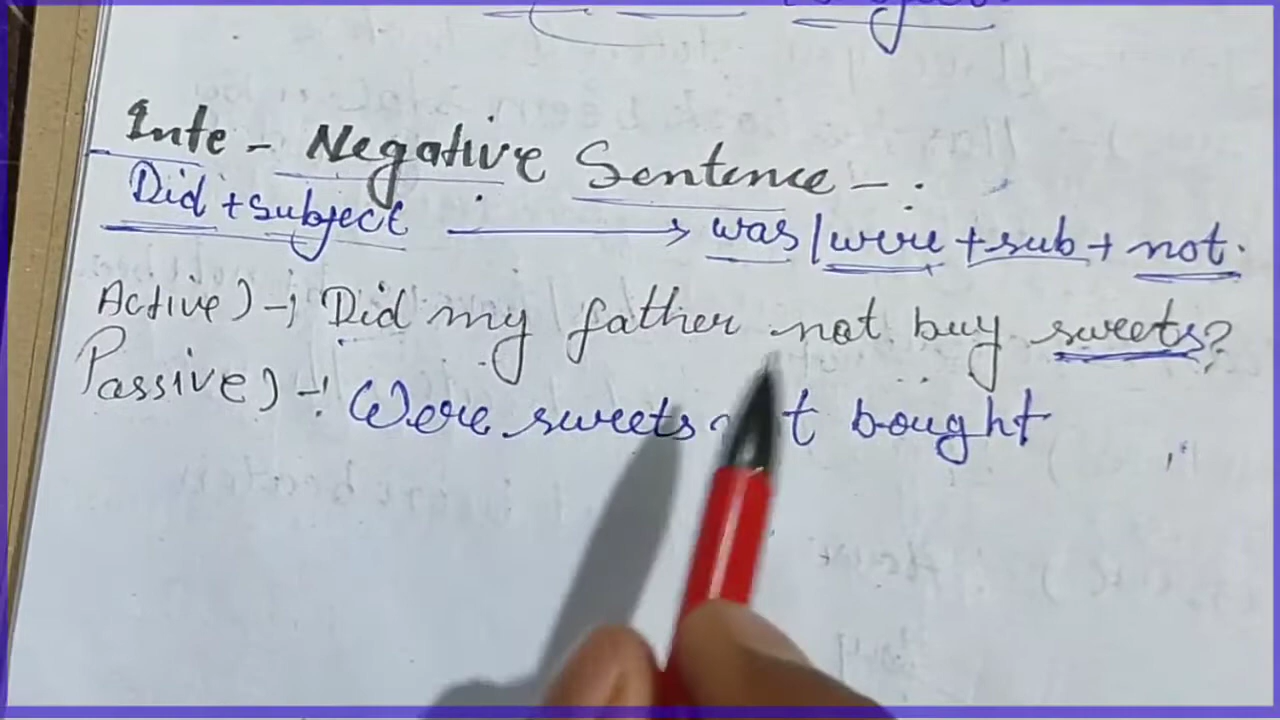 Inte - Negative Sentence - :
Did + subject → was / were + sub + not.
Active) - ; Did my father not buy sweets?
Passive) - ! Were sweets bought